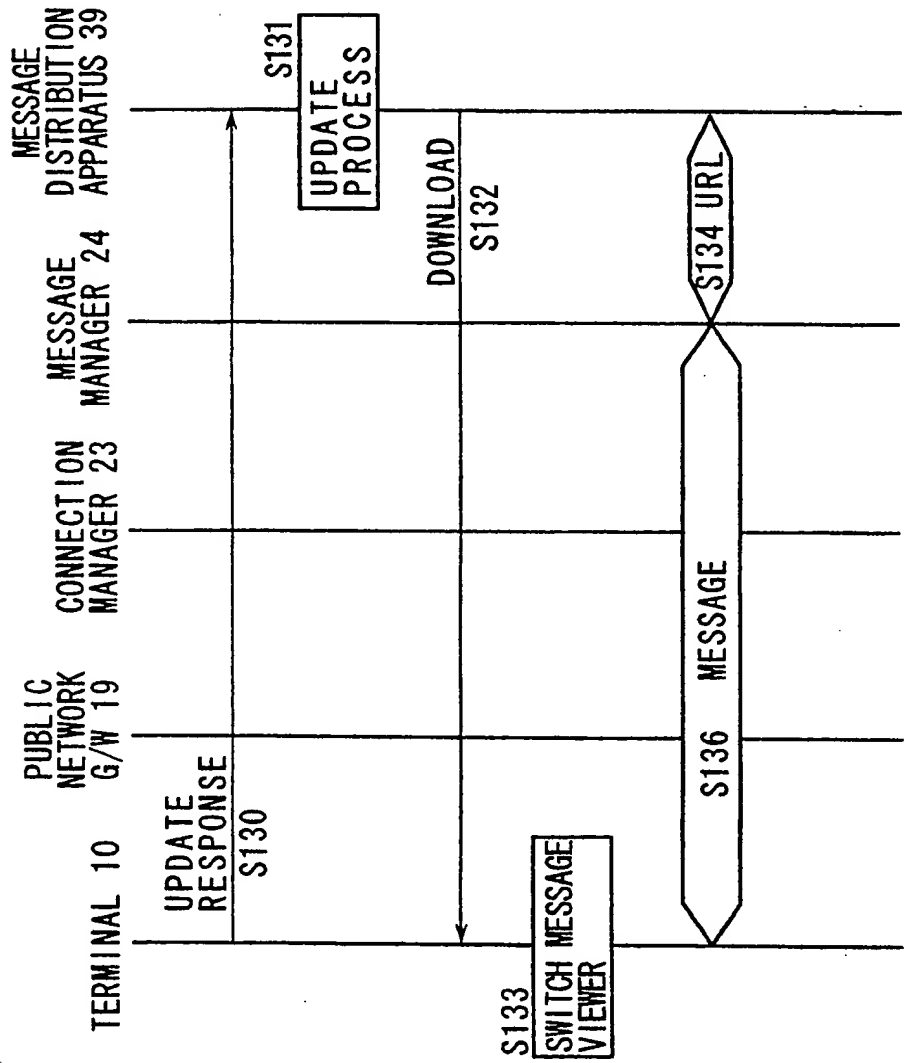 TERMINAL 10
PUBLIC
NETWORK
G/W 19
CONNECTION
MANAGER 23
MESSAGE
MANAGER 24
MESSAGE
DISTRIBUTION
APPARATUS 39
UPDATE
RESPONSE
S130
S131
UPDATE
PROCESS
DOWNLOAD
S132
S133
SWITCH MESSAGE
VIEWER
S134 URL
S136 MESSAGE